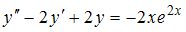 y″ − 2y′ + 2y = −2xe^{2x}